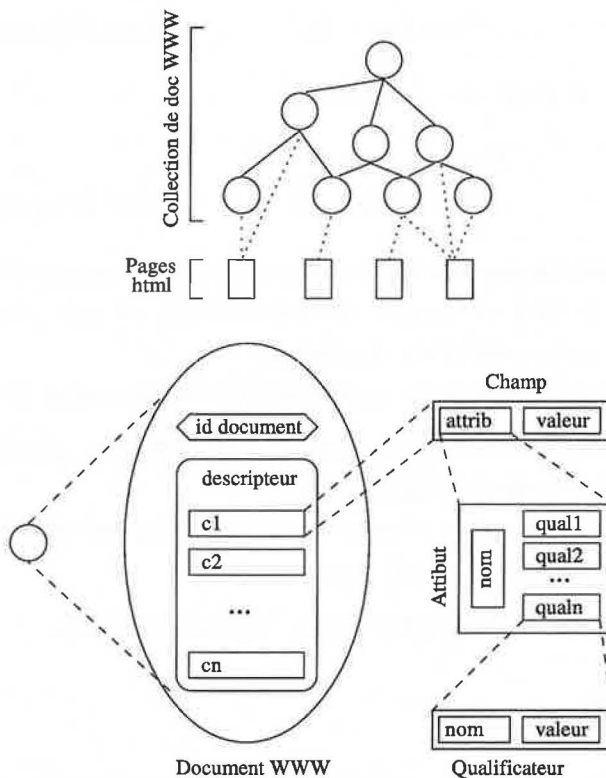 Collection de doc WWW
Pages
html
Champ
id document
attrib
valeur
descripteur
c1
c2
...
cn
Attibut
nom
qual1
qual2
...
qualn
nom
valeur
Document WWW
Qualificateur